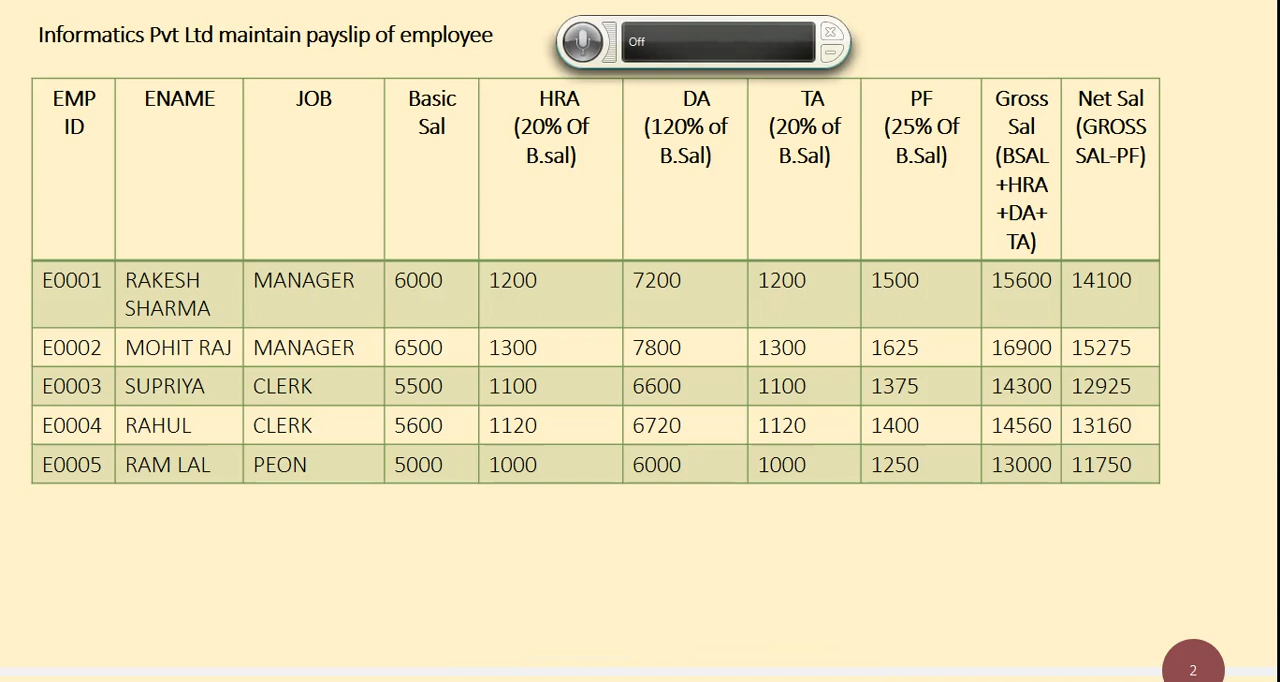 Informatics Pvt Ltd maintain payslip of employee
Off
EMP ID ENAME JOB Basic Sal HRA (20% Of B.sal) DA (120% of B.Sal) TA (20% of B.Sal) PF (25% Of B.Sal) Gross Sal (BSAL +HRA +DA+ TA) Net Sal (GROSS SAL-PF)
E0001 RAKESH SHARMA MANAGER 6000 1200 7200 1200 1500 15600 14100
E0002 MOHIT RAJ MANAGER 6500 1300 7800 1300 1625 16900 15275
E0003 SUPRIYA CLERK 5500 1100 6600 1100 1375 14300 12925
E0004 RAHUL CLERK 5600 1120 6720 1120 1400 14560 13160
E0005 RAM LAL PEON 5000 1000 6000 1000 1250 13000 11750
2